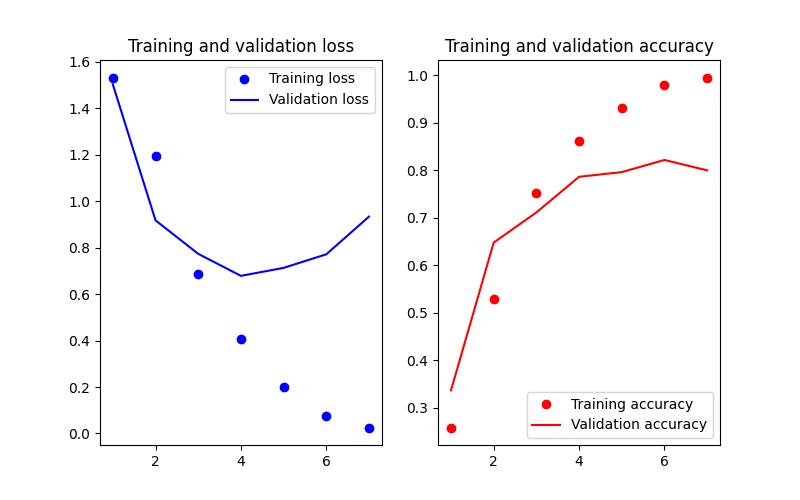 Training and validation loss
1.6
1.4
1.2
1.0
0.8
0.6
0.4
0.2
0.0
2 4 6
Training loss
Validation loss
Training and validation accuracy
1.0
0.9
0.8
0.7
0.6
0.5
0.4
0.3
2 4 6
Training accuracy
Validation accuracy